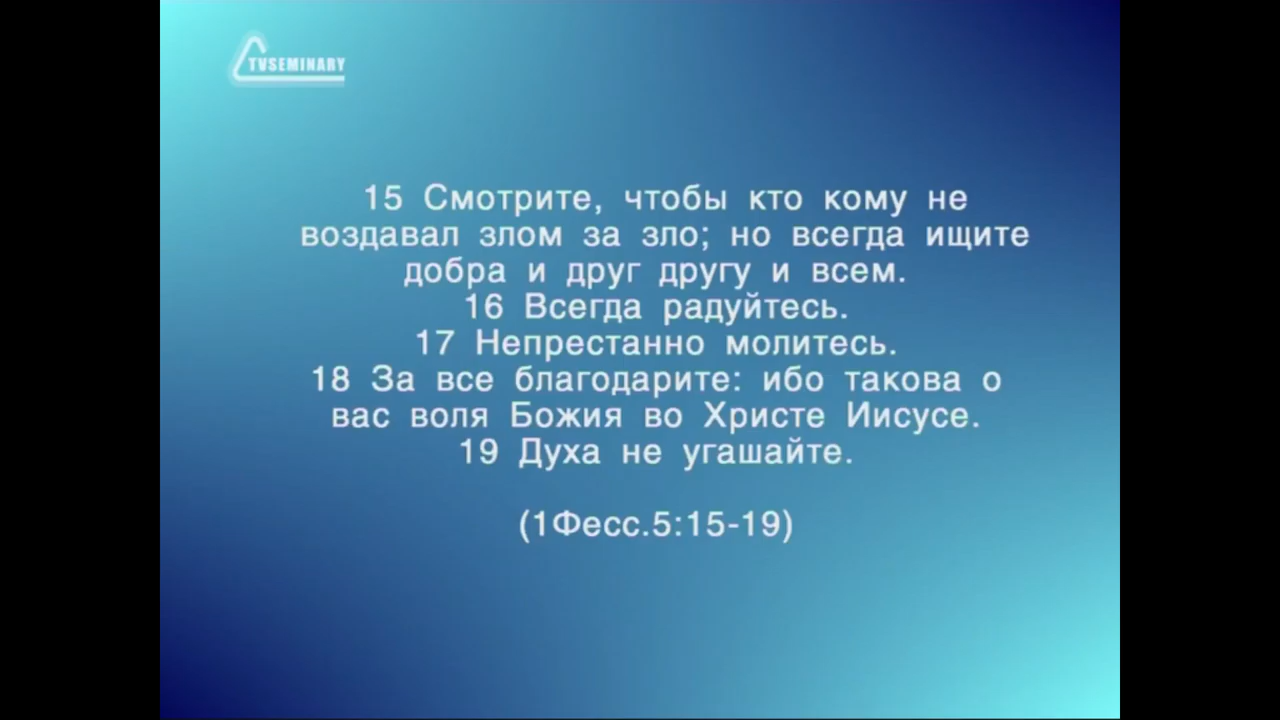 TVSEMINARY
15 Смотрите, чтобы кто кому не
воздавал злом за зло; но всегда ищите
добра и друг другу и всем.
16 Всегда радуйтесь.
17 Непрестанно молитесь.
18 За все благодарите: ибо такова о
вас воля Божия во Христе Иисусе.
19 Духа не угашайте.
(1Фесс.5:15-19)